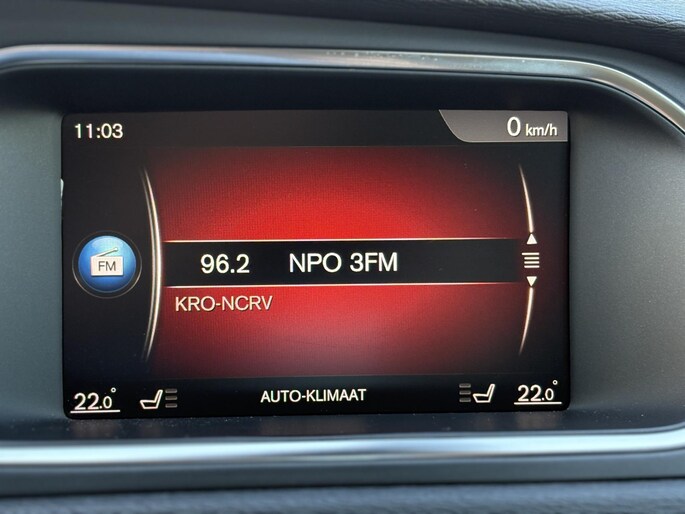 11:03
0 km/h
FM
96.2 NPO 3FM
KRO-NCRV
22.0° AUTO-KLIMAAT 22.0°